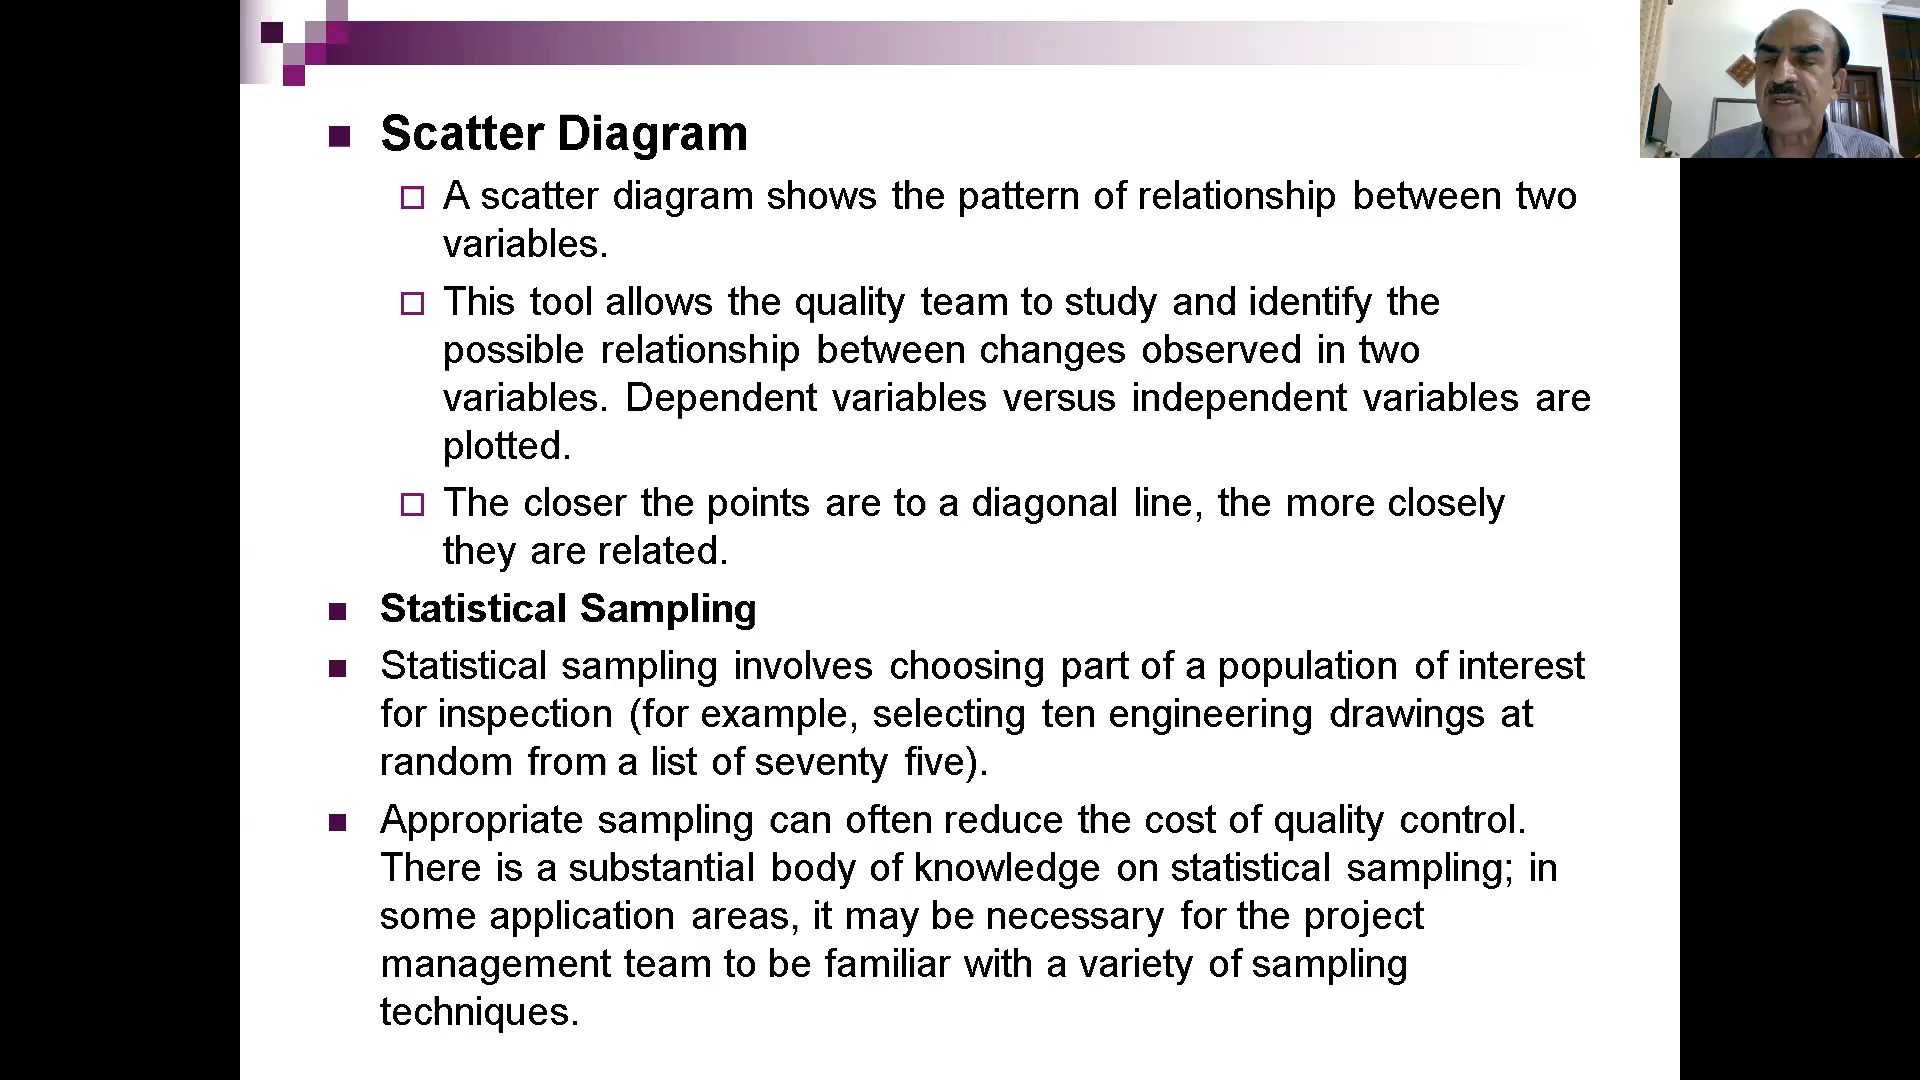 Scatter Diagram
A scatter diagram shows the pattern of relationship between two
variables.
This tool allows the quality team to study and identify the
possible relationship between changes observed in two
variables. Dependent variables versus independent variables are
plotted.
The closer the points are to a diagonal line, the more closely
they are related.
Statistical Sampling
Statistical sampling involves choosing part of a population of interest
for inspection (for example, selecting ten engineering drawings at
random from a list of seventy five).
Appropriate sampling can often reduce the cost of quality control.
There is a substantial body of knowledge on statistical sampling; in
some application areas, it may be necessary for the project
management team to be familiar with a variety of sampling
techniques.